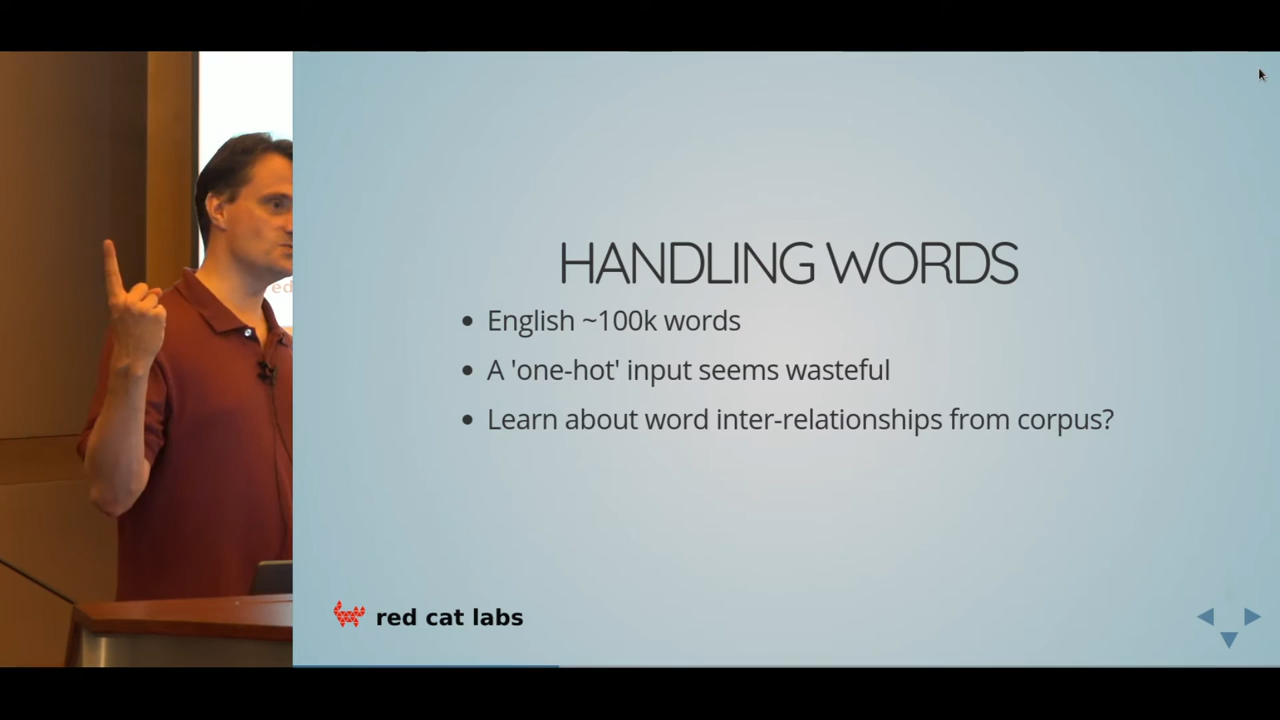 HANDLING WORDS
English ~100k words
A 'one-hot' input seems wasteful
Learn about word inter-relationships from corpus?
red cat labs
ed